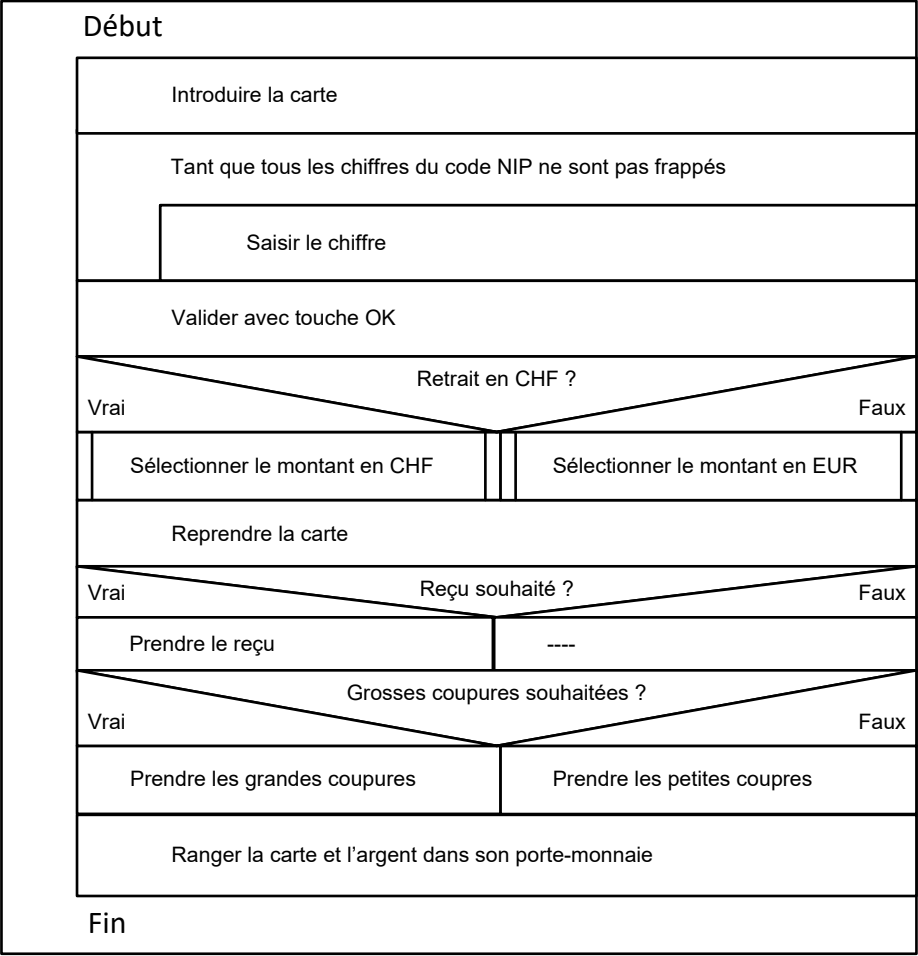 Début
Introduire la carte
Tant que tous les chiffres du code NIP ne sont pas frappés
Saisir le chiffre
Valider avec touche OK
Retrait en CHF ?
Vrai
Faux
Sélectionner le montant en CHF
Sélectionner le montant en EUR
Reprendre la carte
Reçu souhaité ?
Vrai
Faux
Prendre le reçu
----
Grosses coupures souhaitées ?
Vrai
Faux
Prendre les grandes coupures
Prendre les petites coupres
Ranger la carte et l’argent dans son porte-monnaie
Fin